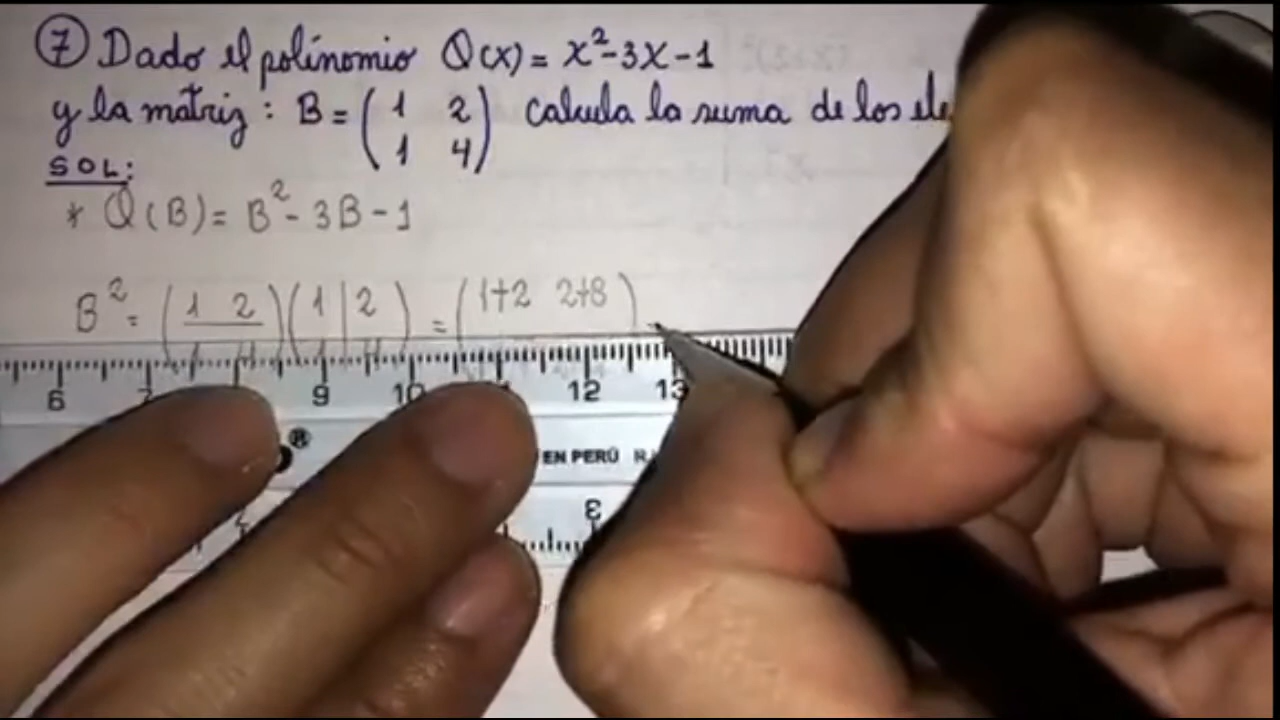 7 Dado el polinomio Q(x) = x²-3x-1
y la matriz: B = (1 2 calcula la suma de los
1 4)
SOL:
* Q(B) = B² - 3B - 1
B² = (1 2)(1|2) = (1+2 2+8)
6 7 9 10 11 12 13
EN PERÚ
3